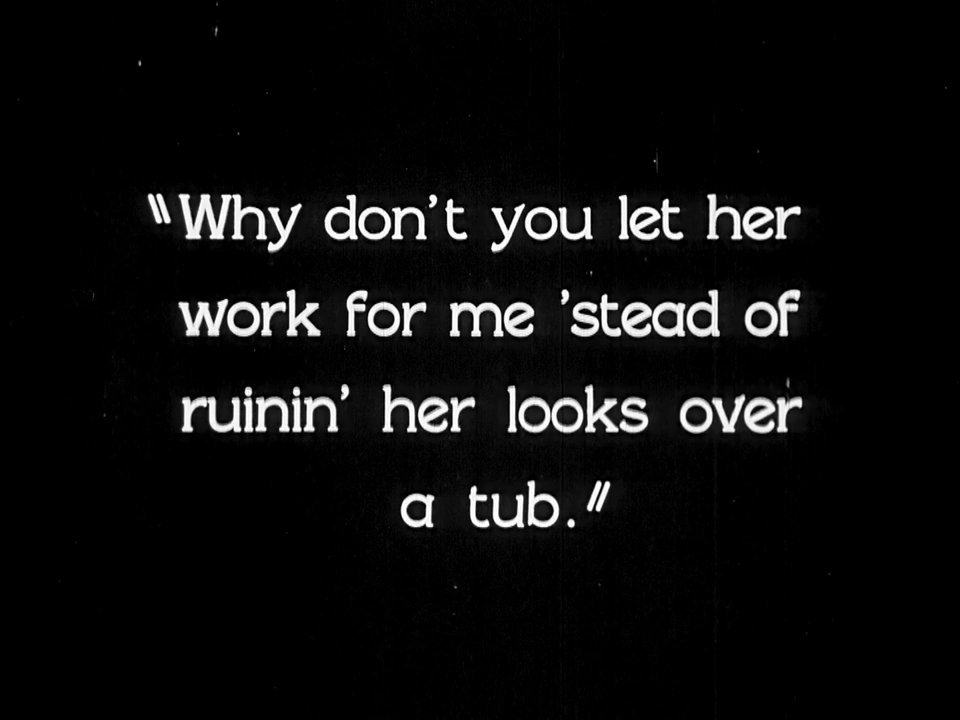 "Why don't you let her
work for me 'stead of
ruinin' her looks over
a tub."